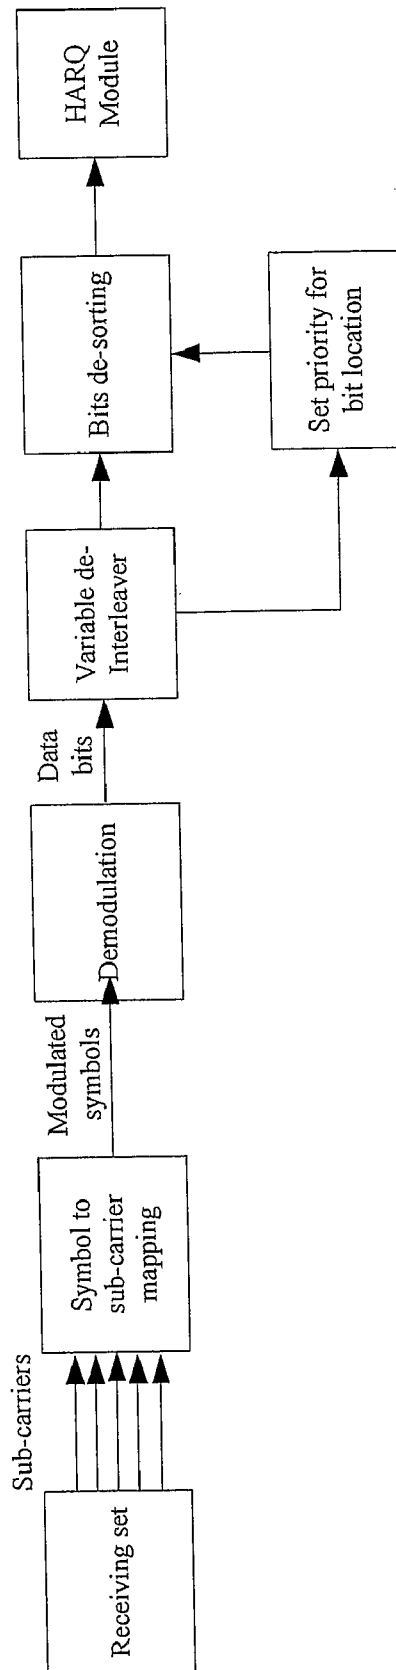 Receiving set
Sub-carriers
Symbol to
sub-carrier
mapping
Modulated
symbols
Demodulation
Data
bits
Variable de-
Interleaver
Bits de-sorting
Set priority for
bit location
HARQ
Module